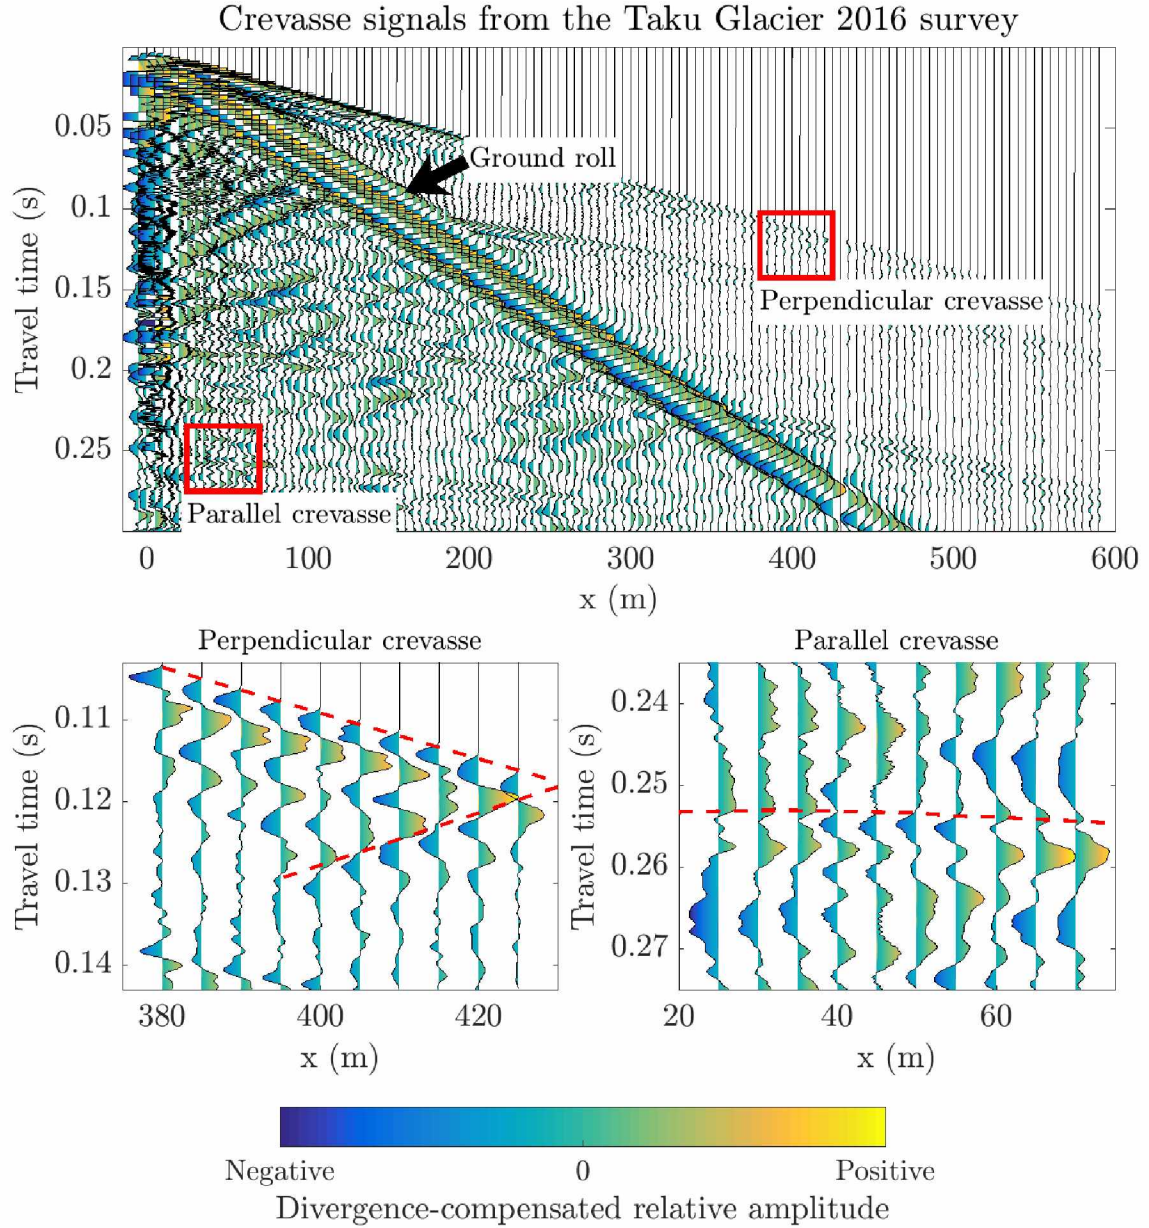 Crevasse signals from the Taku Glacier 2016 survey
Travel time (s)
0.05
0.1
0.15
0.2
0.25
Ground roll
Perpendicular crevasse
Parallel crevasse
0 100 200 300 400 500 600
x (m)
Perpendicular crevasse
Travel time (s)
0.11
0.12
0.13
0.14
380 400 420
x (m)
Parallel crevasse
Travel time (s)
0.24
0.25
0.26
0.27
20 40 60
x (m)
Negative 0 Positive
Divergence-compensated relative amplitude